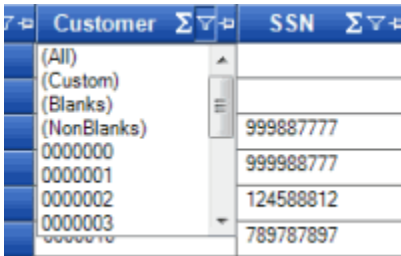 Customer Σ SSN Σ
(All)
(Custom)
(Blanks)
(NonBlanks) 999887777
0000000
0000001 999988777
0000002 124588812
0000003
789787897